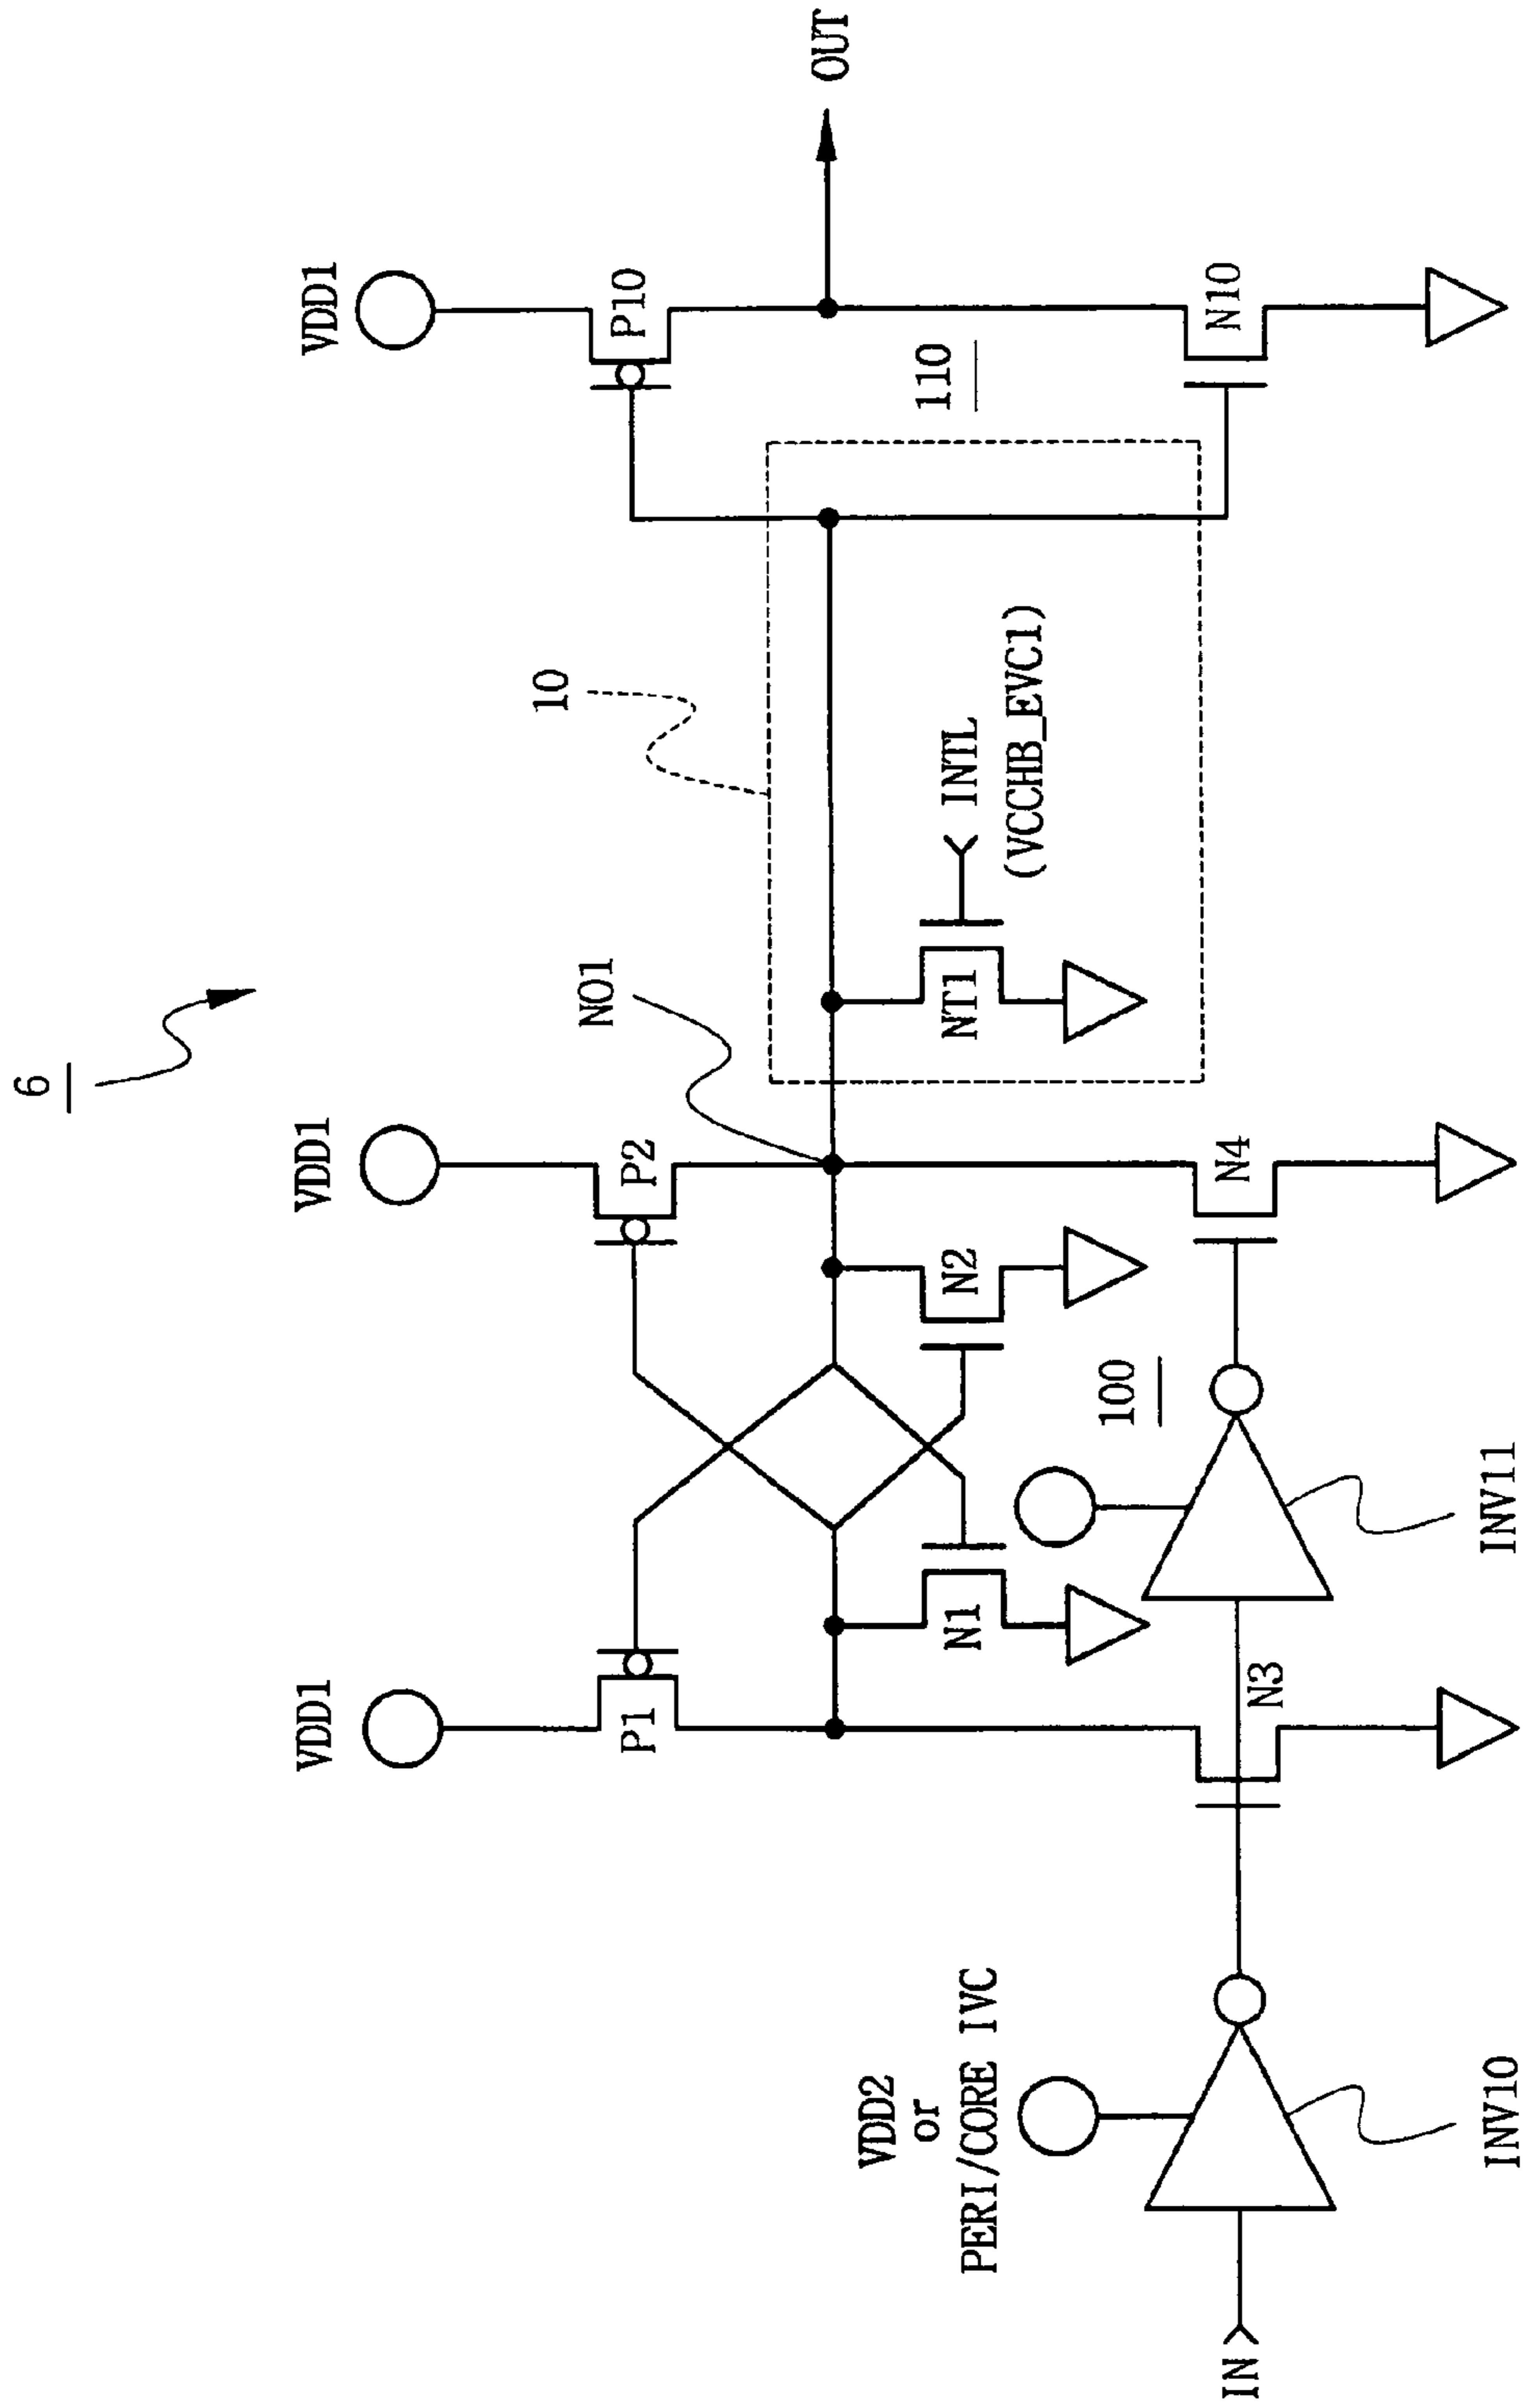 6
VDD1
VDD1
VDD1
P1
P2
P10
NO1
10
OUT
N1
N2
NT1
INTL
(VCCHB_EVC1)
110
100
VDD2
or
PERI/CORE IVC
IN
N3
N4
N10
INV10
INV11